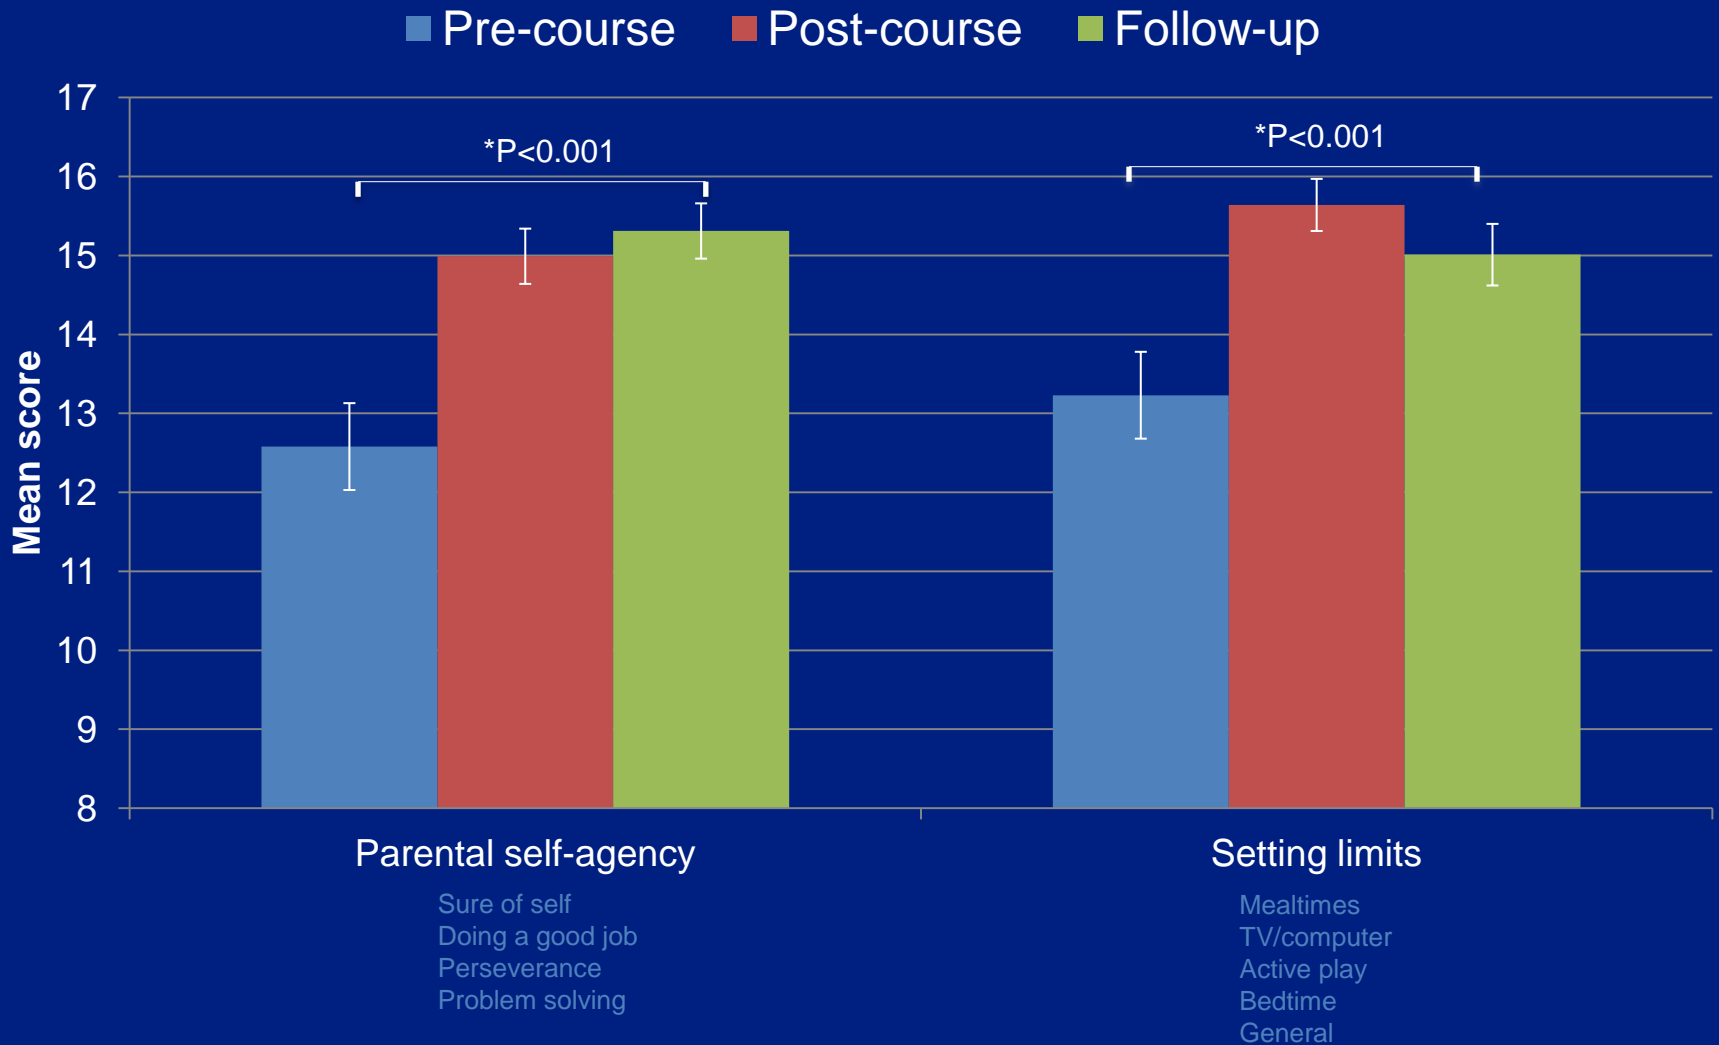 Pre-course Post-course Follow-up
17
16
15
14
13
12
11
10
9
8
Mean score
*P<0.001
*P<0.001
Parental self-agency
Sure of self
Doing a good job
Perseverance
Problem solving
Setting limits
Mealtimes
TV/computer
Active play
Bedtime
General